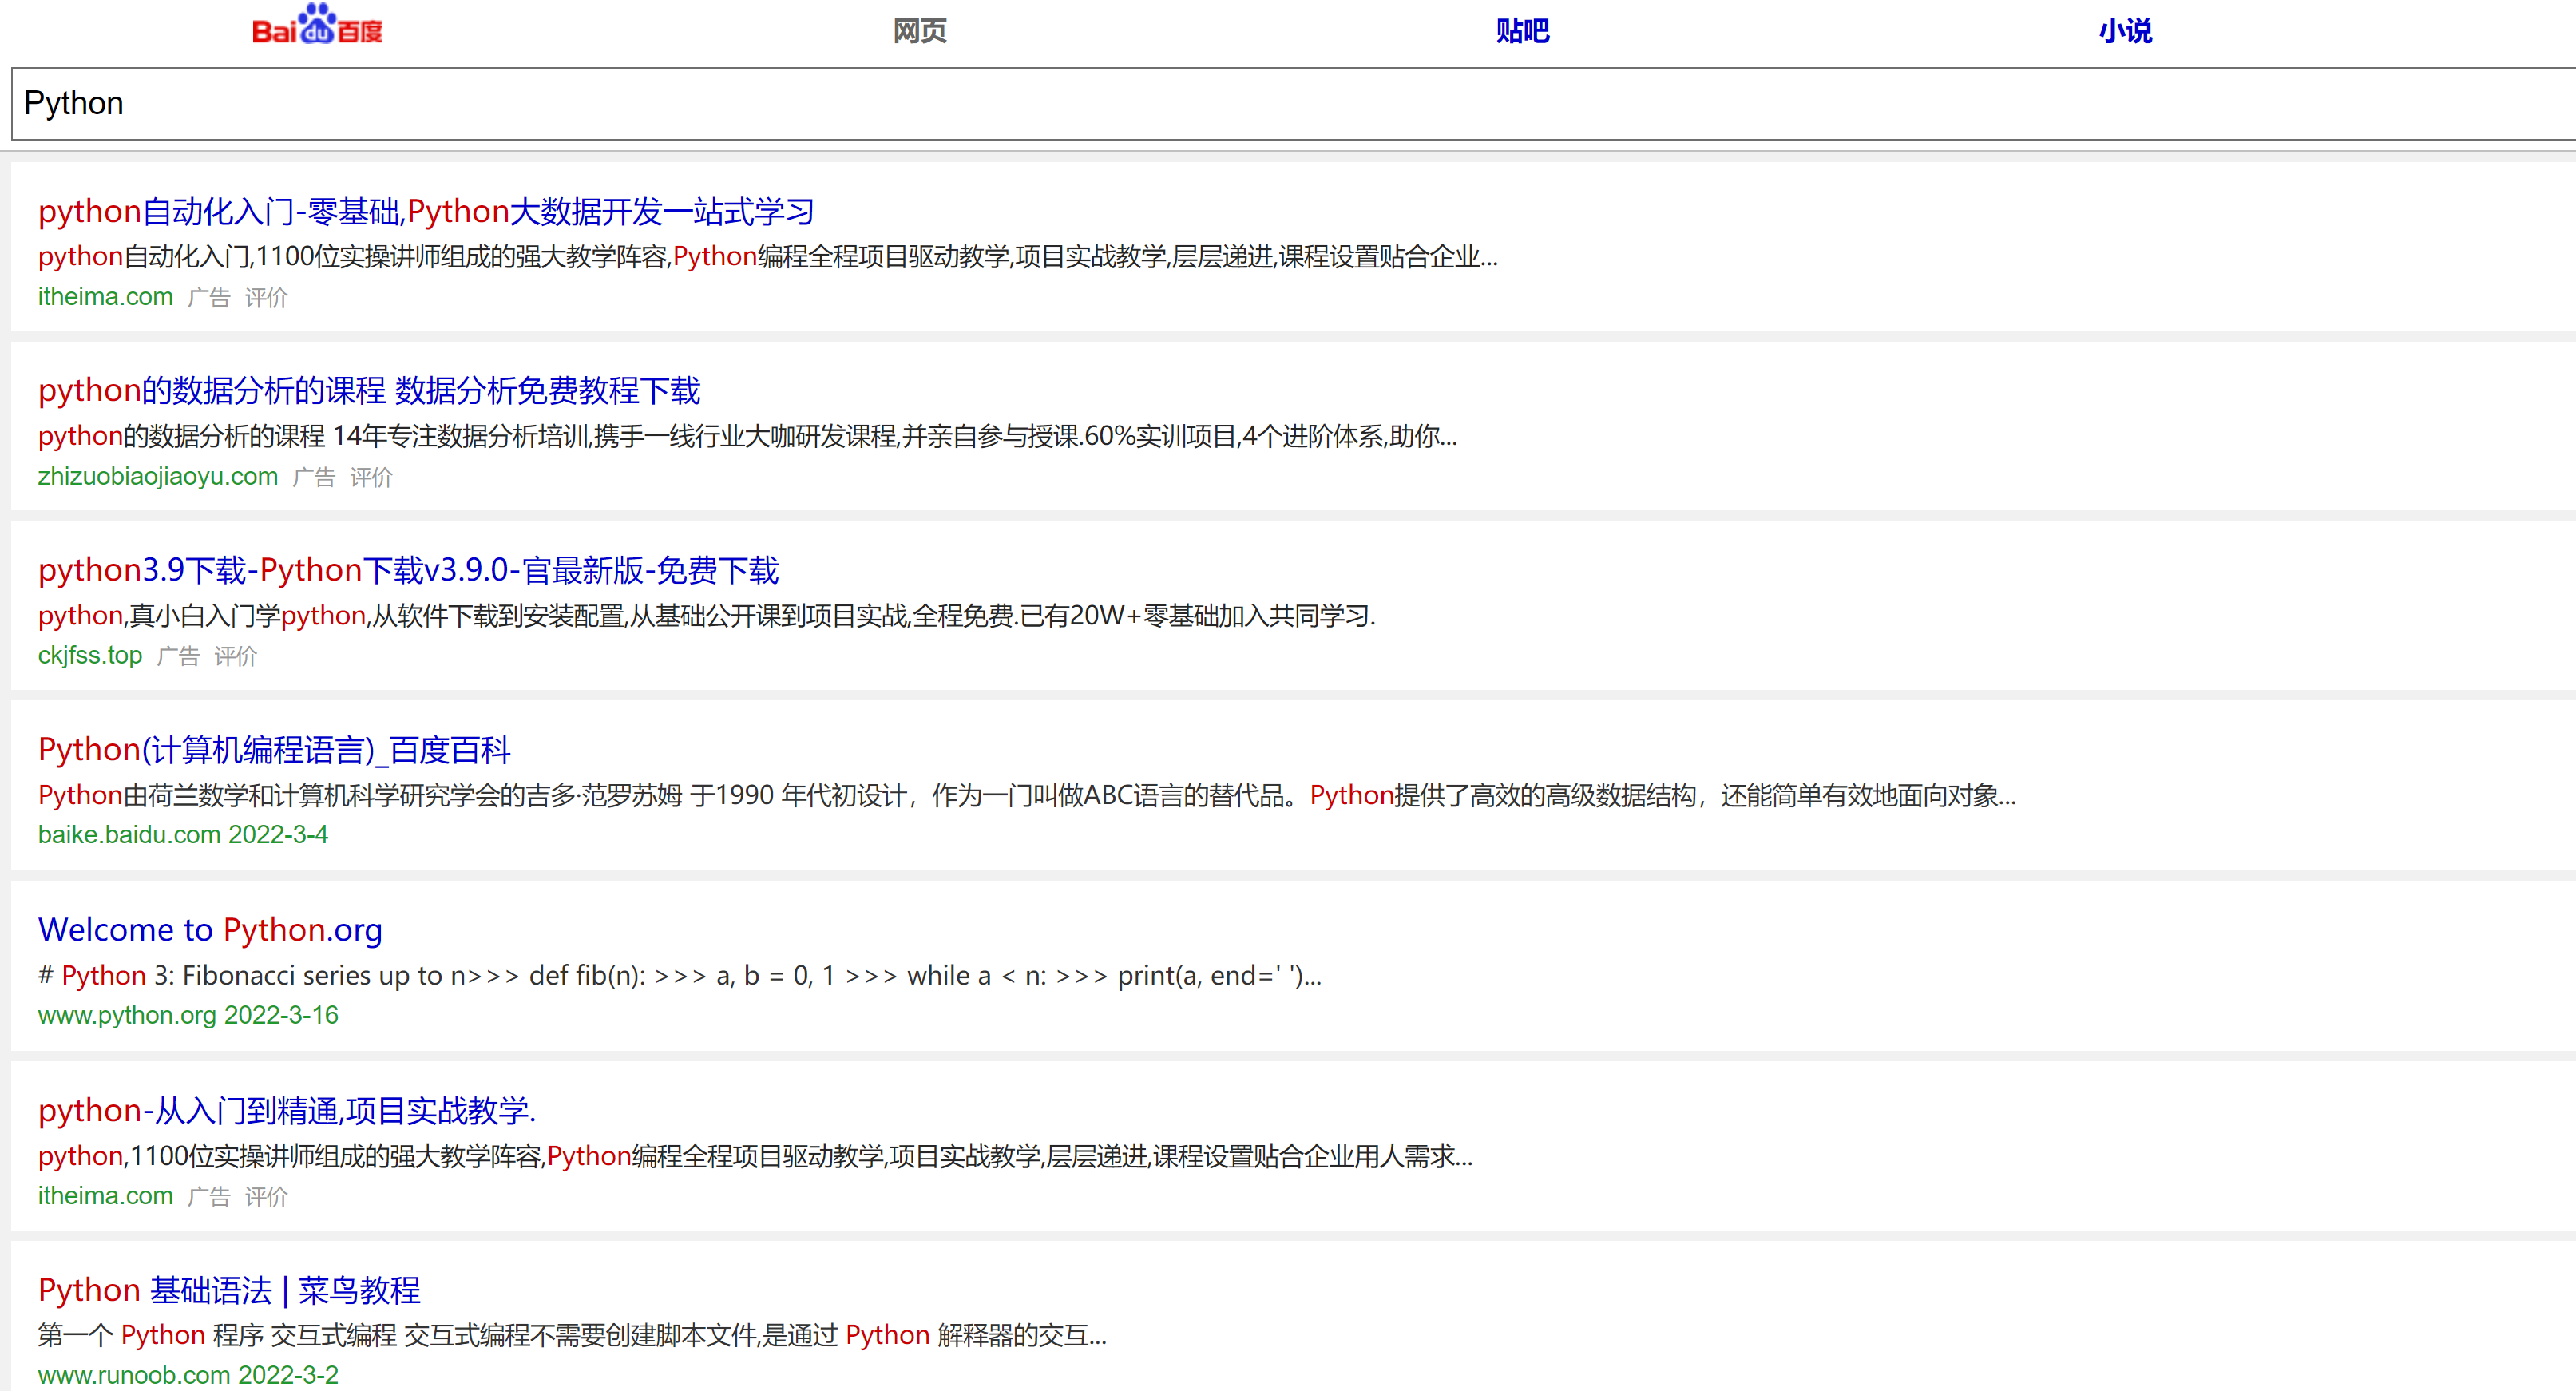 Bai du 百度 网页 贴吧 小说
Python
python自动化入门-零基础,Python大数据开发一站式学习
python自动化入门,1100位实操讲师组成的强大教学阵容,Python编程全程项目驱动教学,项目实战教学,层层递进,课程设置贴合企业...
itheima.com 广告 评价
python的数据分析的课程 数据分析免费教程下载
python的数据分析的课程 14年专注数据分析培训,携手一线行业大咖研发课程,并亲自参与授课.60%实训项目,4个进阶体系,助你...
zhizuobiaojiaoyu.com 广告 评价
python3.9下载-Python下载v3.9.0-官最新版-免费下载
python,真小白入门学python,从软件下载到安装配置,从基础公开课到项目实战,全程免费.已有20W+零基础加入共同学习.
ckjfss.top 广告 评价
Python(计算机编程语言)_百度百科
Python由荷兰数学和计算机科学研究学会的吉多·范罗苏姆 于1990 年代初设计，作为一门叫做ABC语言的替代品。Python提供了高效的高级数据结构，还能简单有效地面向对象...
baike.baidu.com 2022-3-4
Welcome to Python.org
# Python 3: Fibonacci series up to n>>> def fib(n): >>> a, b = 0, 1 >>> while a < n: >>> print(a, end=' ')...
www.python.org 2022-3-16
python-从入门到精通,项目实战教学.
python,1100位实操讲师组成的强大教学阵容,Python编程全程项目驱动教学,项目实战教学,层层递进,课程设置贴合企业用人需求...
itheima.com 广告 评价
Python 基础语法 | 菜鸟教程
第一个 Python 程序 交互式编程 交互式编程不需要创建脚本文件,是通过 Python 解释器的交互...
www.runoob.com 2022-3-2